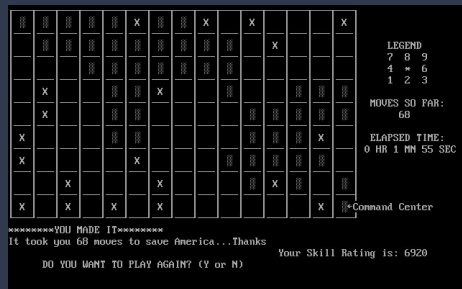 X X X X
X
LEGEND
7 8 9
X X
4 * 6
1 2 3
X
MOVES SO FAR:
68
X X
ELAPSED TIME:
0 HR 1 MN 55 SEC
X X
X X X
X X X X X
←Command Center
********YOU MADE IT********
It took you 68 moves to save America...Thanks
Your Skill Rating is: 6920
DO YOU WANT TO PLAY AGAIN? (Y or N)